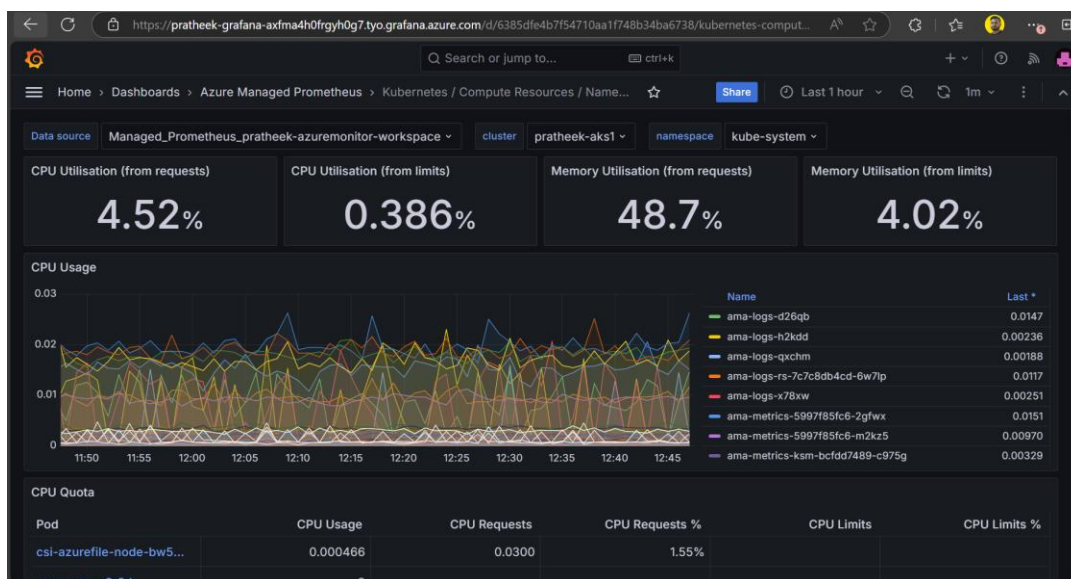 https://pratheek-grafana-axfma4h0frgyh0g7.tyo.grafana.azure.com/d/6385dfe4b7f54710aa1f748b34ba6738/kubernetes-comput...
Search or jump to... ctrl+k
Home › Dashboards › Azure Managed Prometheus › Kubernetes / Compute Resources / Name... Share Last 1 hour 1m
Data source Managed_Prometheus_pratheek-azuremonitor-workspace cluster pratheek-aks1 namespace kube-system
CPU Utilisation (from requests) CPU Utilisation (from limits) Memory Utilisation (from requests) Memory Utilisation (from limits)
4.52% 0.386% 48.7% 4.02%
CPU Usage
0.03
0.02
0.01
0
11:50 11:55 12:00 12:05 12:10 12:15 12:20 12:25 12:30 12:35 12:40 12:45
Name Last *
ama-logs-d26qb 0.0147
ama-logs-h2kdd 0.00236
ama-logs-qxchm 0.00188
ama-logs-rs-7c7c8db4cd-6w7lp 0.0117
ama-logs-x78xw 0.00251
ama-metrics-5997f85fc6-2gfwx 0.0151
ama-metrics-5997f85fc6-m2kz5 0.00970
ama-metrics-ksm-bcfdd7489-c975g 0.00329
CPU Quota
Pod CPU Usage CPU Requests CPU Requests % CPU Limits CPU Limits %
csi-azurefile-node-bw5... 0.000466 0.0300 1.55%